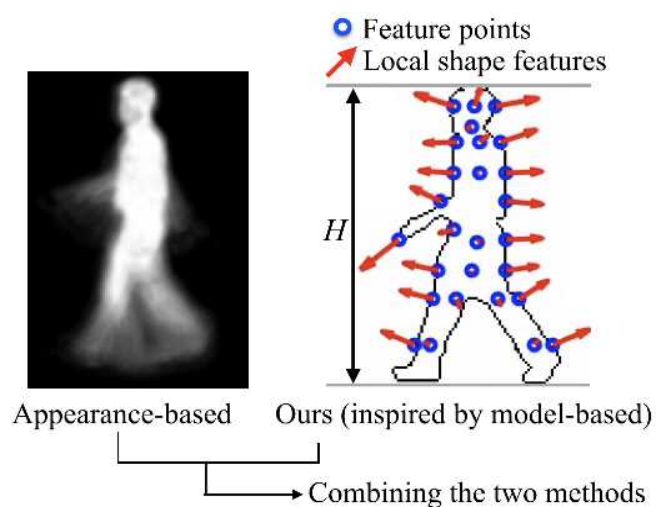 Feature points
Local shape features
H
Appearance-based
Ours (inspired by model-based)
Combining the two methods